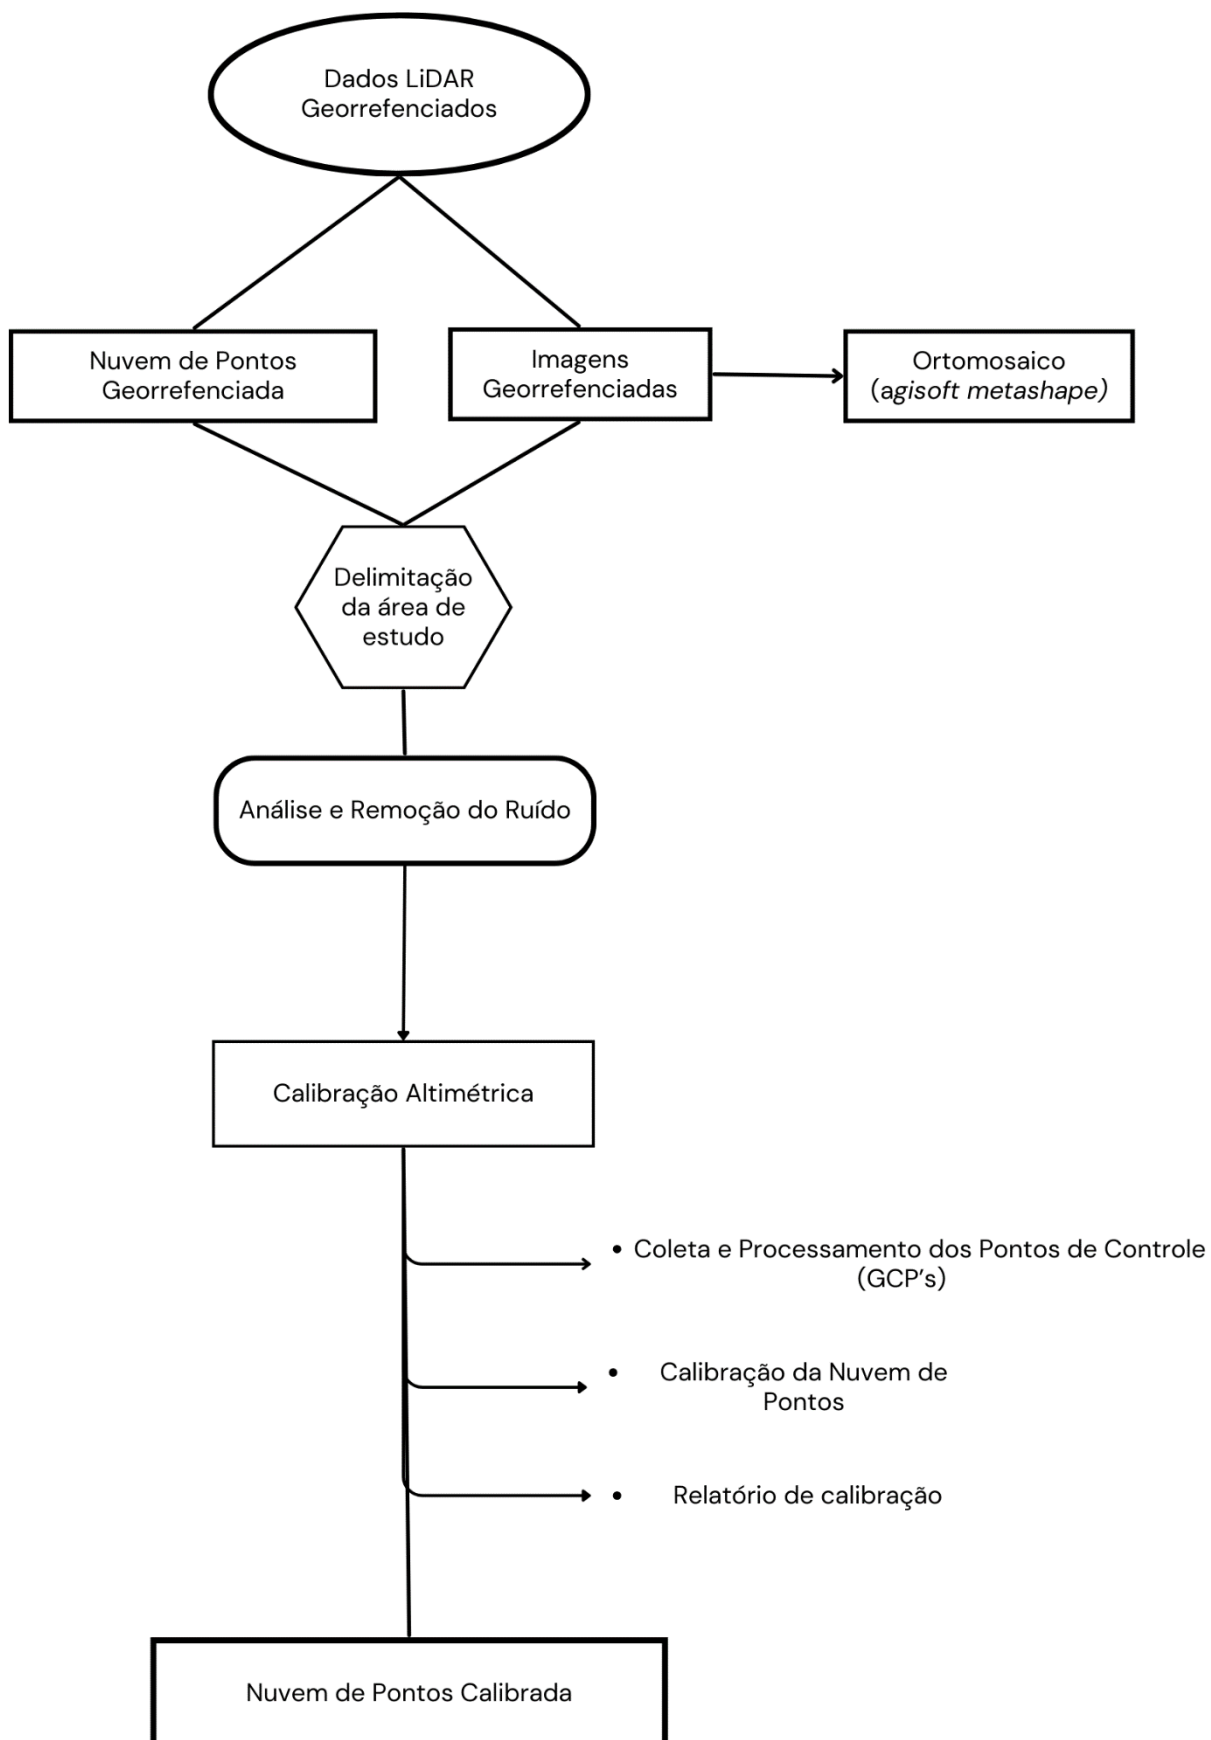 Dados LiDAR
Georrefenciados
Nuvem de Pontos
Georrefenciada
Imagens
Georrefenciadas
Ortomosaico
(agisoft metashape)
Delimitação
da área de
estudo
Análise e Remoção do Ruído
Calibração Altimétrica
• Coleta e Processamento dos Pontos de Controle
(GCP's)
• Calibração da Nuvem de
Pontos
• Relatório de calibração
Nuvem de Pontos Calibrada